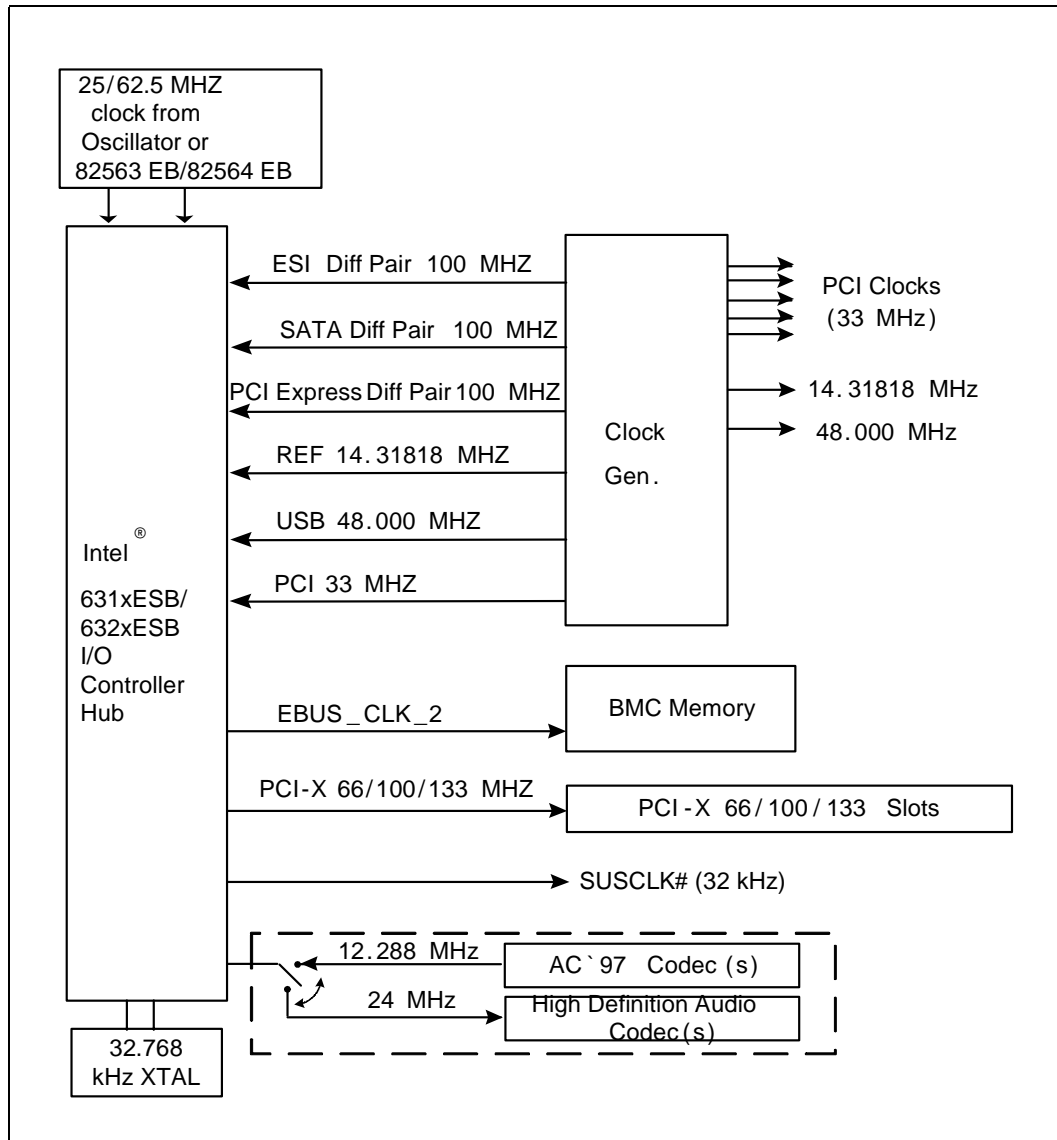 25/62.5 MHZ
clock from
Oscillator or
82563 EB/82564 EB
ESI Diff Pair 100 MHZ
SATA Diff Pair 100 MHZ
PCI Express Diff Pair 100 MHZ
REF 14.31818 MHZ
USB 48.000 MHZ
PCI 33 MHZ
Clock
Gen.
PCI Clocks
(33 MHz)
14.31818 MHz
48.000 MHz
Intel ®
631xESB/
632xESB
I/O
Controller
Hub
EBUS_CLK_2
BMC Memory
PCI-X 66/100/133 MHZ
PCI-X 66/100/133 Slots
SUSCLK# (32 kHz)
12.288 MHz
AC`97 Codec (s)
24 MHz
High Definition Audio
Codec(s)
32.768
kHz XTAL